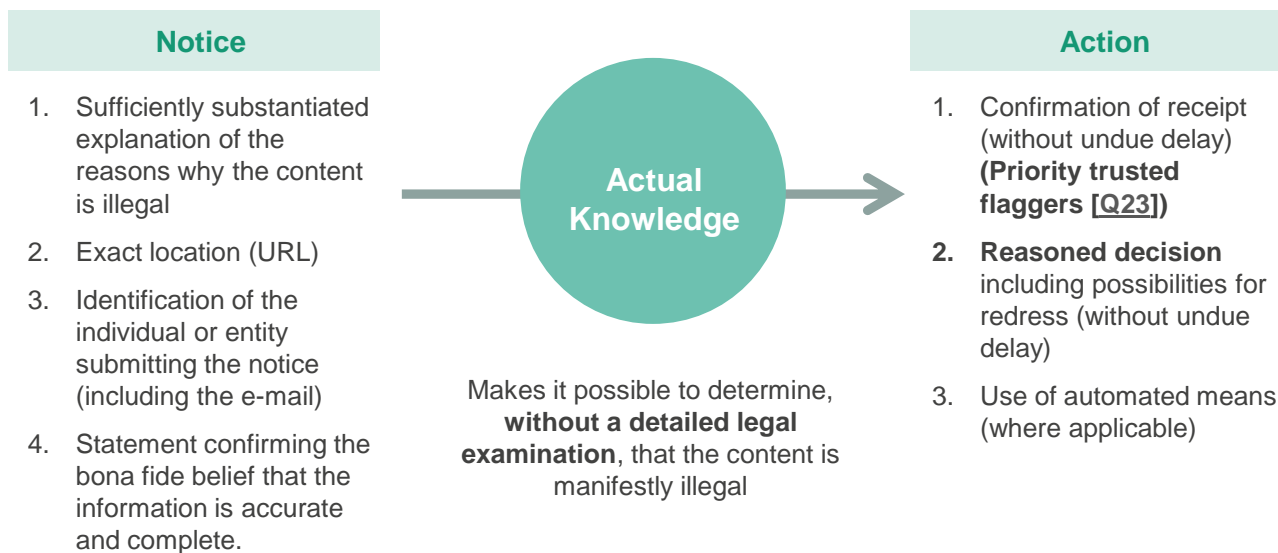 Notice
1. Sufficiently substantiated
explanation of the
reasons why the content
is illegal
2. Exact location (URL)
3. Identification of the
individual or entity
submitting the notice
(including the e-mail)
4. Statement confirming the
bona fide belief that the
information is accurate
and complete.
Actual
Knowledge
Makes it possible to determine,
without a detailed legal
examination, that the content is
manifestly illegal
Action
1. Confirmation of receipt
(without undue delay)
(Priority trusted
flaggers [Q23])
2. Reasoned decision
including possibilities for
redress (without undue
delay)
3. Use of automated means
(where applicable)